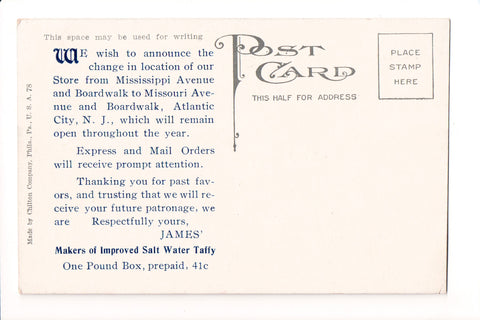 This space may be used for writing
WE wish to announce the
change in location of our
Store from Mississippi Avenue
and Boardwalk to Missouri Ave-
nue and Boardwalk, Atlantic
City, N. J., which will remain
open throughout the year.
Express and Mail Orders
will receive prompt attention.
Thanking you for past fav-
ors, and trusting that we will re-
ceive your future patronage, we
are Respectfully yours,
JAMES'
Makers of Improved Salt Water Taffy
One Pound Box, prepaid, 41c
Made by Chilton Company, Phila., Pa., U. S. A. 78
POST
CARD
THIS HALF FOR ADDRESS
PLACE
STAMP
HERE